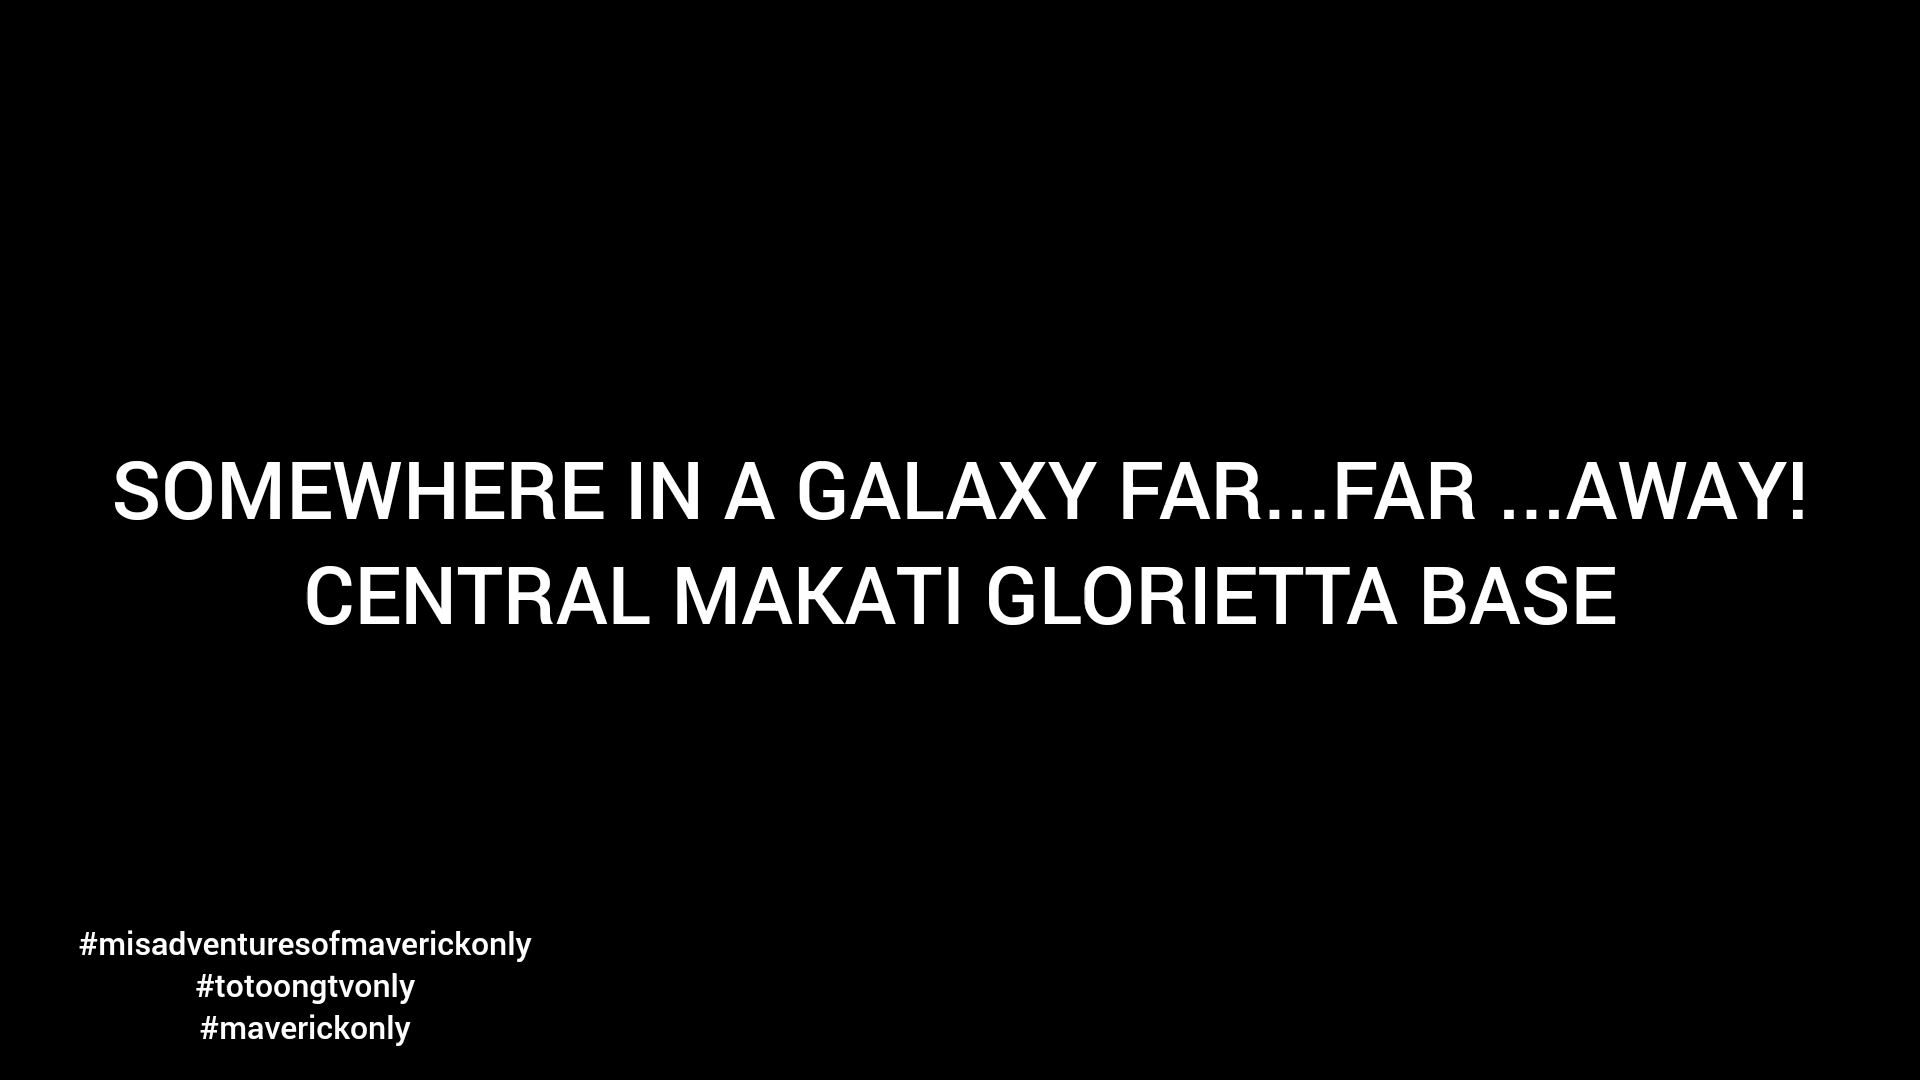 SOMEWHERE IN A GALAXY FAR...FAR ...AWAY!
CENTRAL MAKATI GLORIETTA BASE
#misadventuresofmaverickonly
#totoongtvonly
#maverickonly